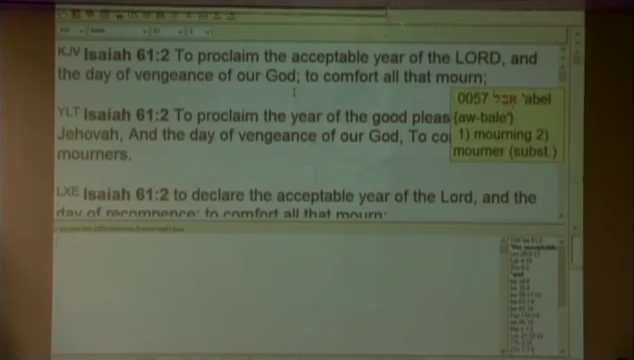 KJV Isaiah 61:2 To proclaim the acceptable year of the LORD, and
the day of vengeance of our God; to comfort all that mourn;
0057 אָבֵל 'abel
(aw-bale')
1) mourning 2)
mourner (subst.)
YLT Isaiah 61:2 To proclaim the year of the good pleas
Jehovah, And the day of vengeance of our God, To co
mourners.
LXE Isaiah 61:2 to declare the acceptable year of the Lord, and the
day of recompence; to comfort all that mourn;